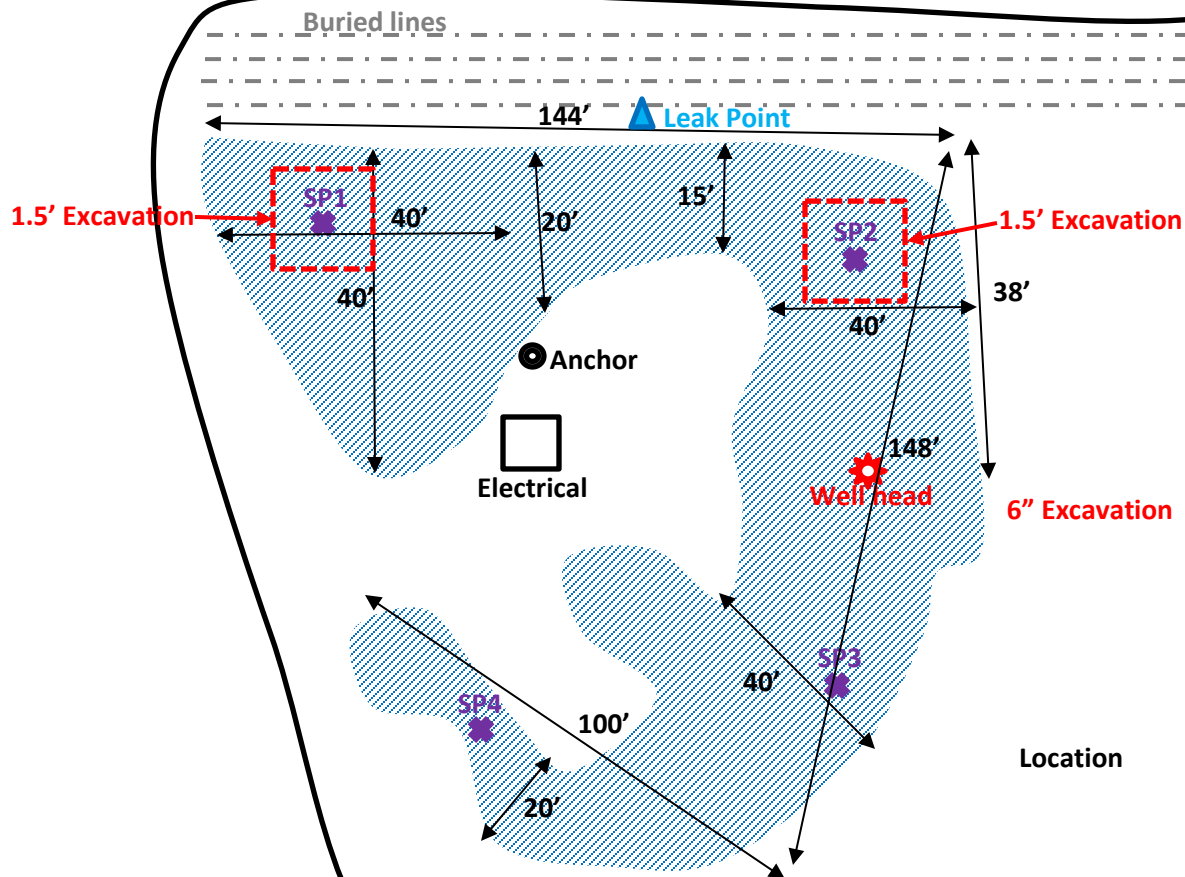 Buried lines
144’
Leak Point
SP1
1.5’ Excavation
40’
20’
15’
SP2
1.5’ Excavation
40’
38’
40’
Anchor
148’
Electrical
Well head
6” Excavation
SP3
40’
SP4
100’
Location
20’